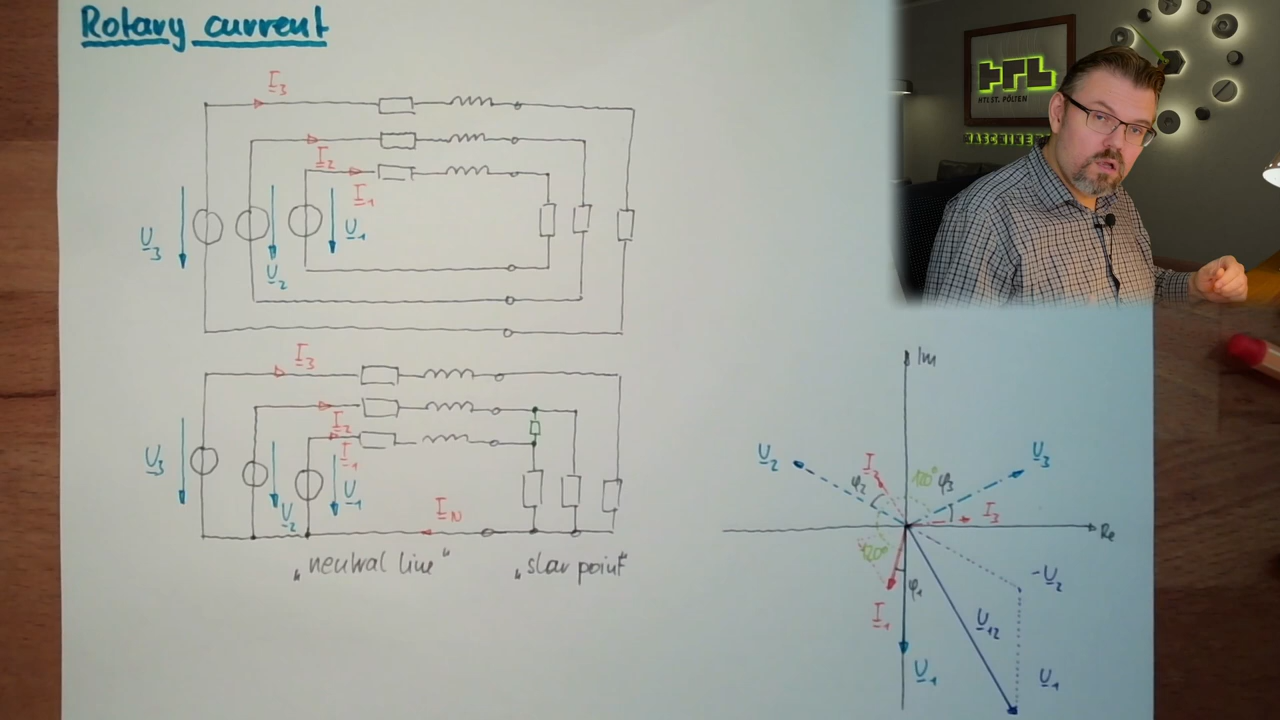 Rotary current
HTL
HTL ST. PÖLTEN
I3
I2
I1
U3
U2
U1
I3
I2
I1
U3
U2
U1
IN
„neutral line"
„star point"
Im
Re
U2
I2
φ2
120°
φ3
U3
I3
120°
φ1
I1
U1
-U2
U12
U1